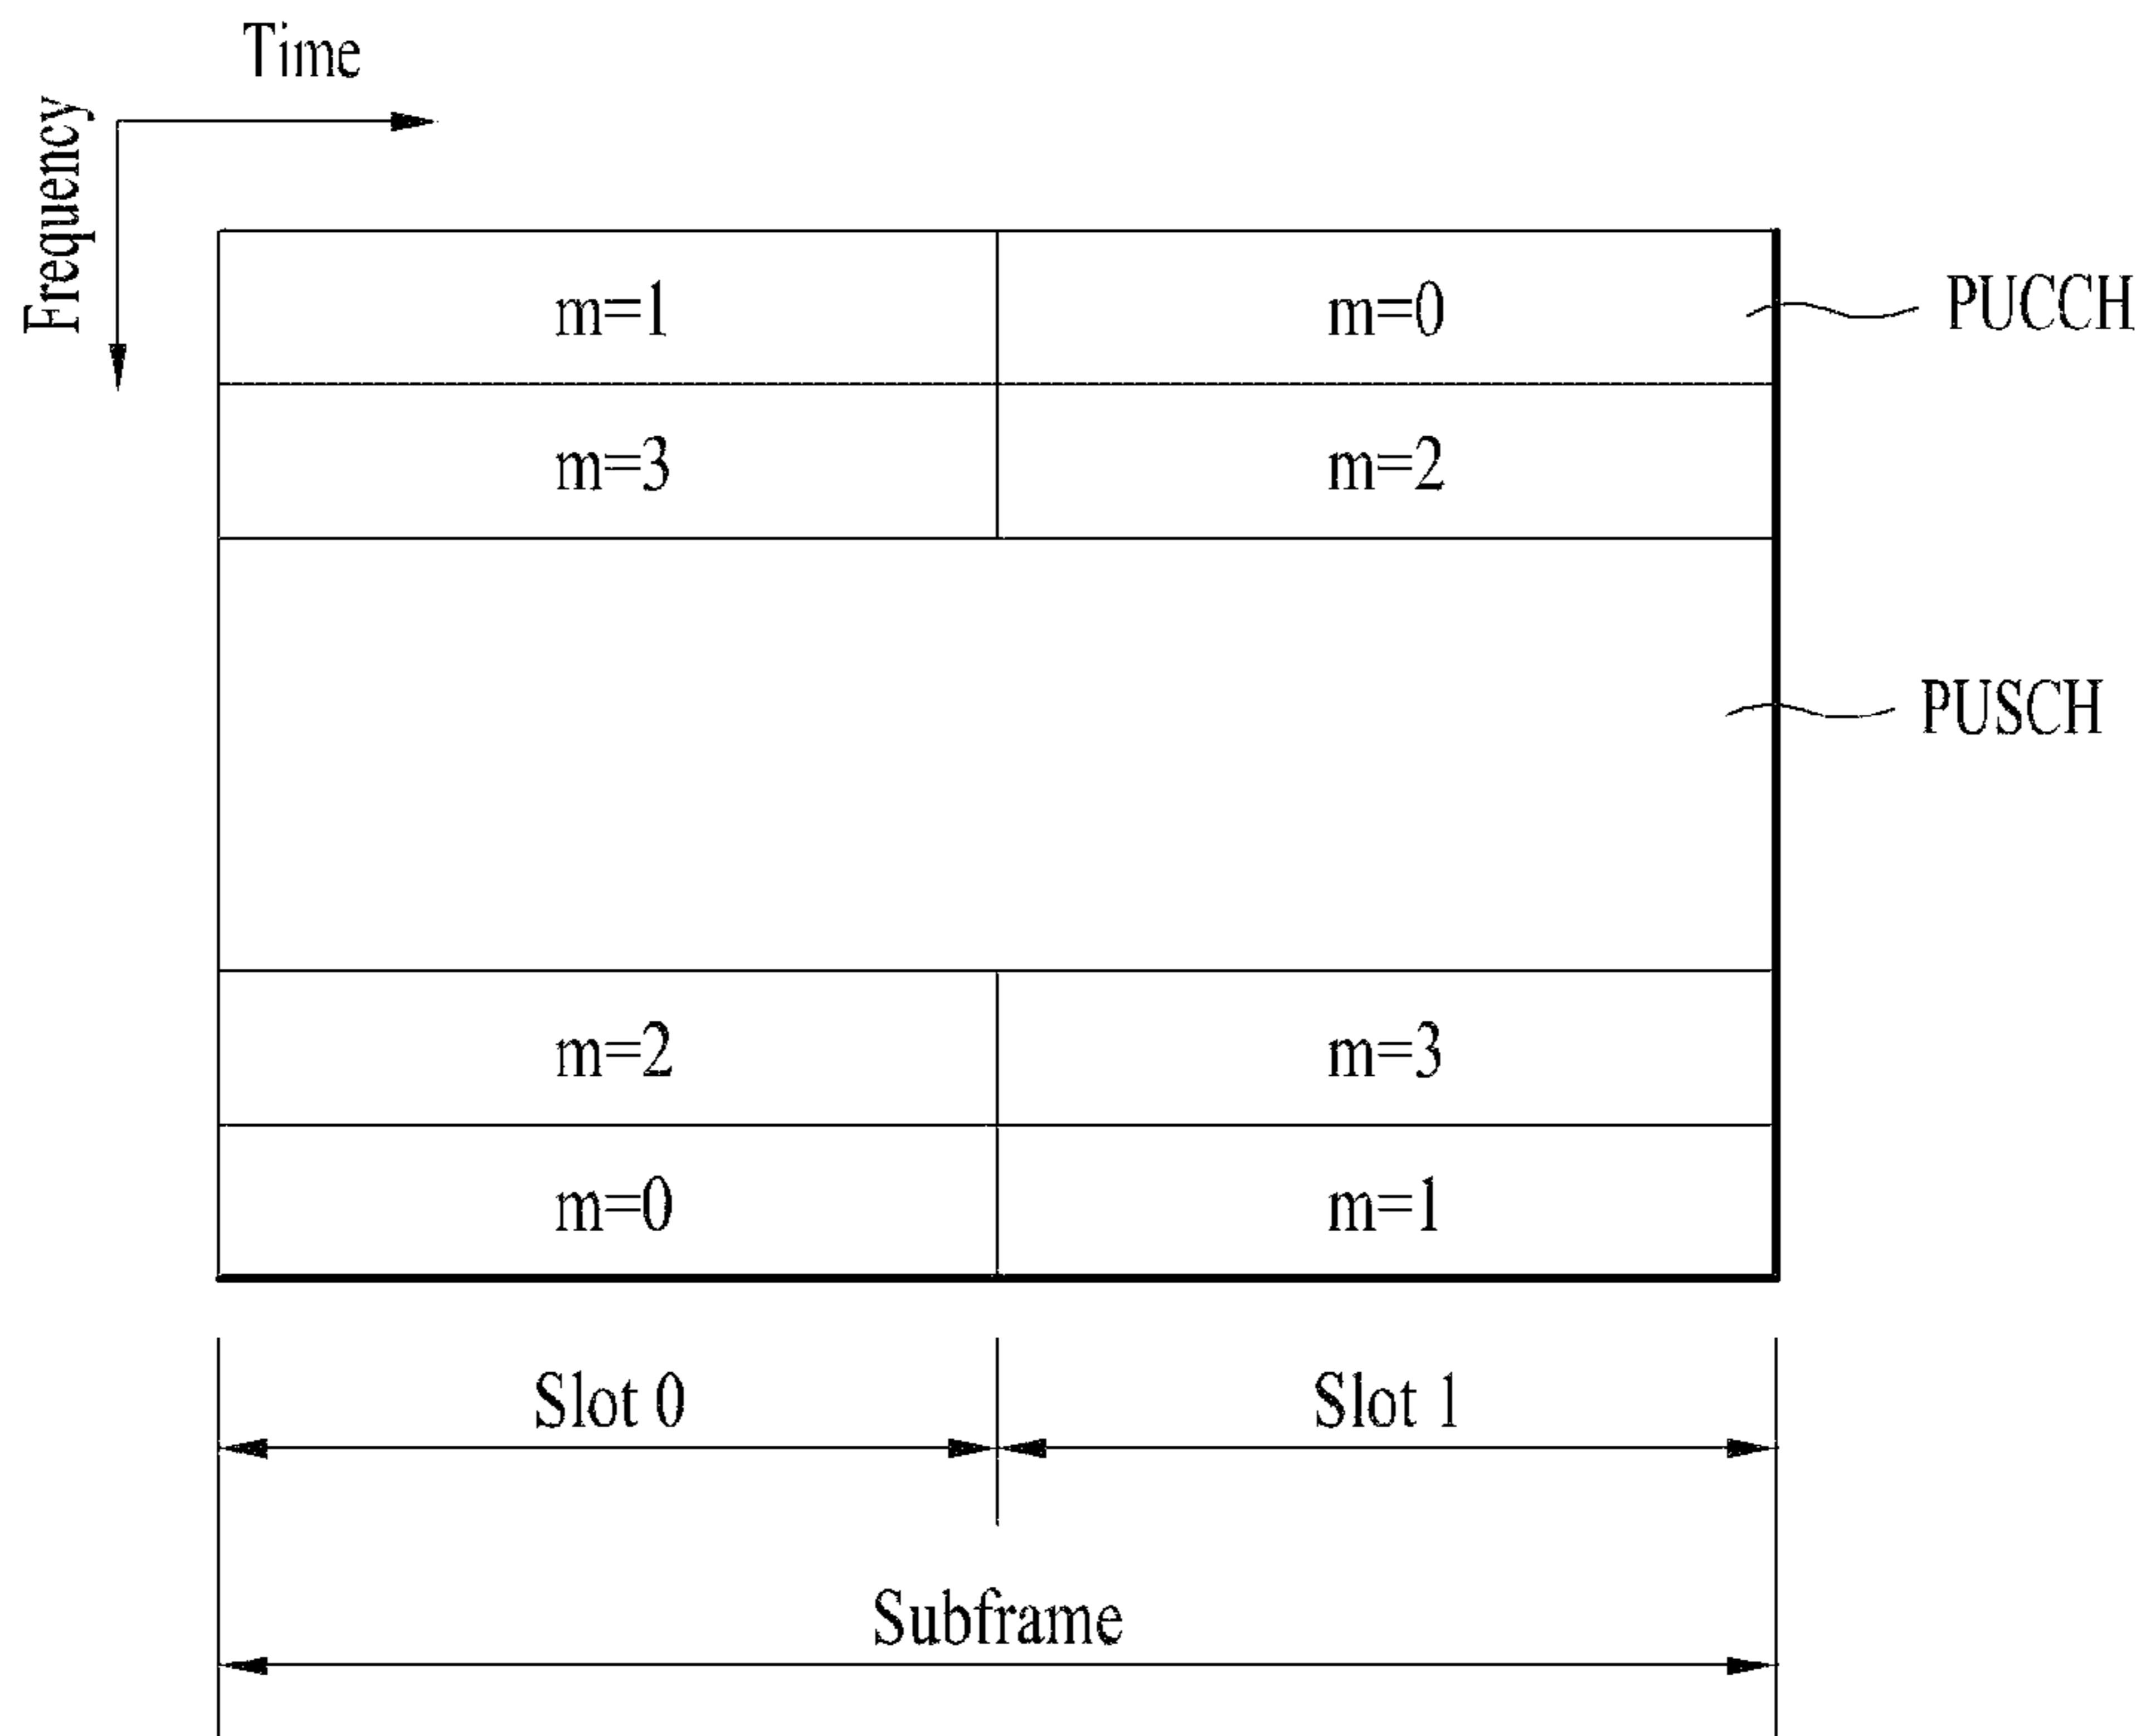 Time
Frequency
m=1 m=0 PUCCH
m=3 m=2
PUSCH
m=2 m=3
m=0 m=1
Slot 0 Slot 1
Subframe